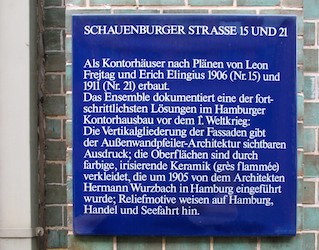 SCHAUENBURGER STRASSE 15 UND 21
Als Kontorhäuser nach Plänen von Leon
Frejtag und Erich Elingius 1906 (Nr. 15) und
1911 (Nr. 21) erbaut.
Das Ensemble dokumentiert eine der fort-
schrittlichsten Lösungen im Hamburger
Kontorhausbau vor dem 1. Weltkrieg:
Die Vertikalgliederung der Fassaden gibt
der Außenwandpfeiler-Architektur sichtbaren
Ausdruck; die Oberflächen sind durch
farbige, irisierende Keramik (grès flammée)
verkleidet, die um 1905 von dem Architekten
Hermann Wurzbach in Hamburg eingeführt
wurde; Reliefmotive weisen auf Hamburg,
Handel und Seefahrt hin.